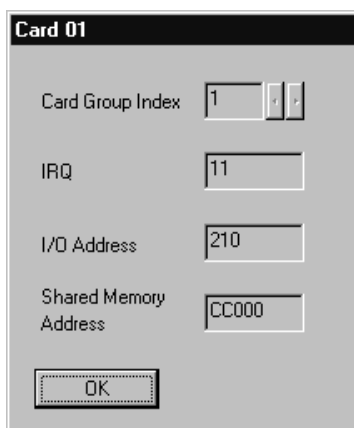 Card 01
Card Group Index 1
IRQ 11
I/O Address 210
Shared Memory
Address CC000
OK